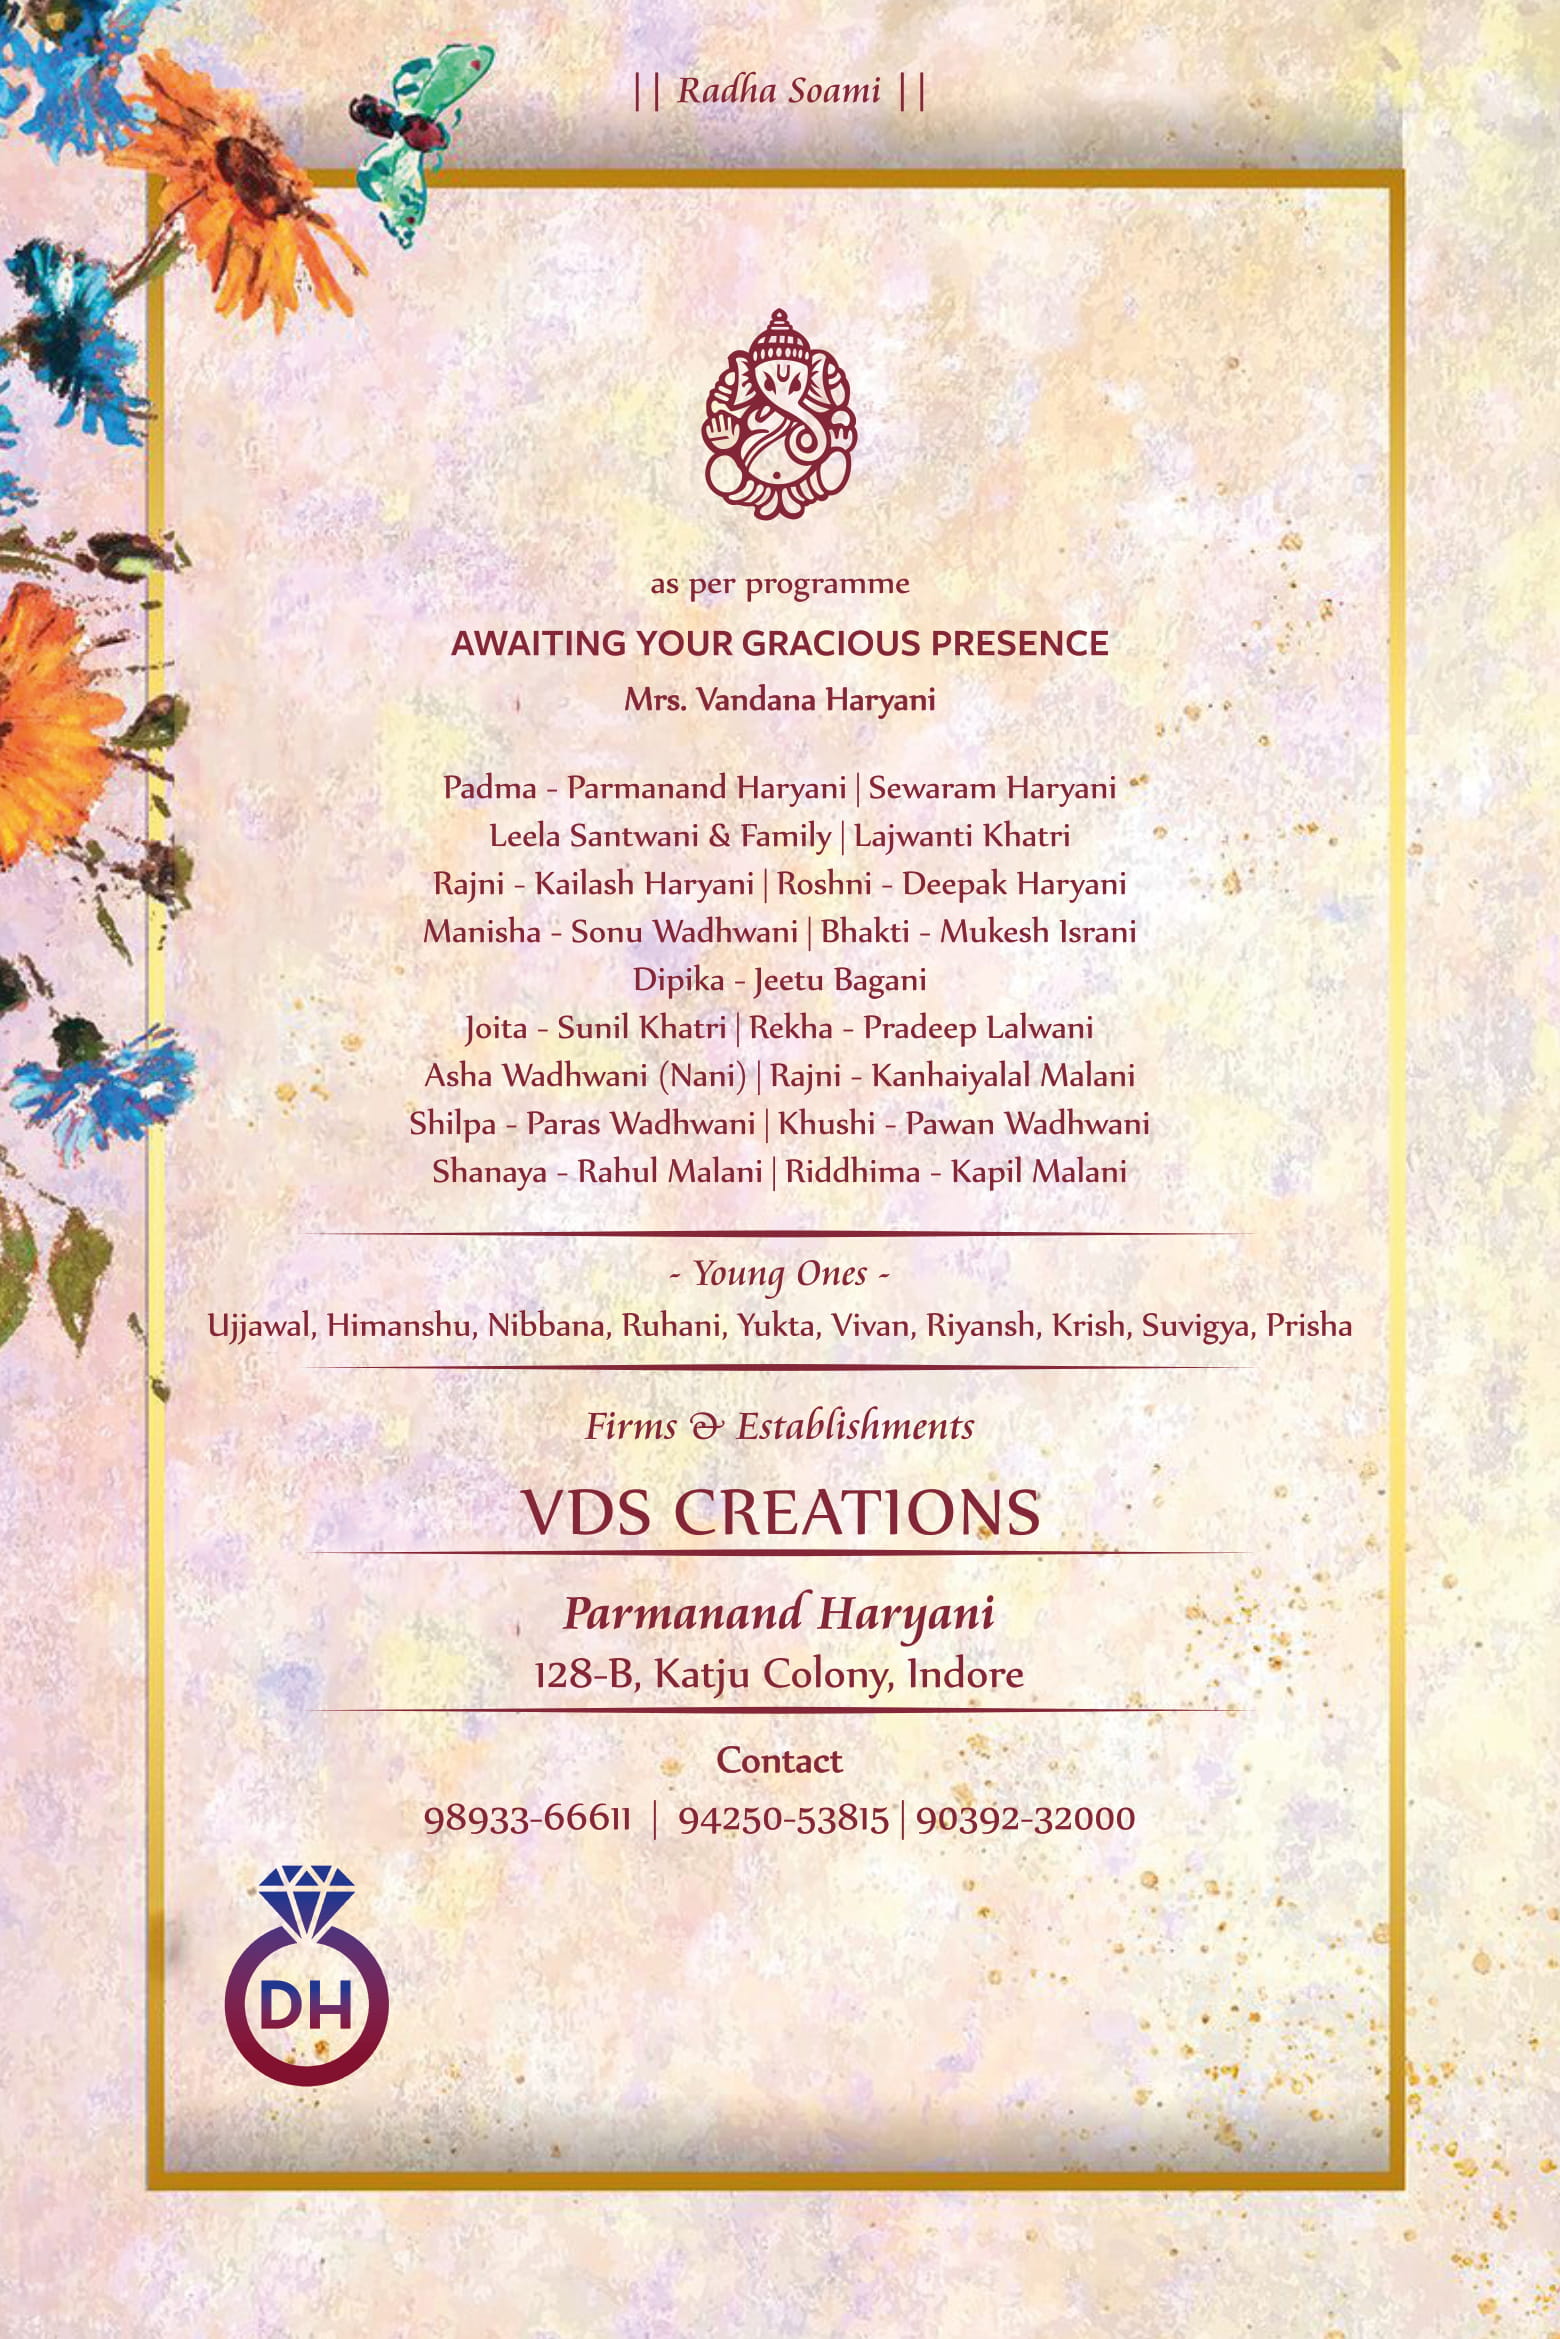 || Radha Soami ||
as per programme
AWAITING YOUR GRACIOUS PRESENCE
Mrs. Vandana Haryani
Padma - Parmanand Haryani | Sewaram Haryani
Leela Santwani & Family | Lajwanti Khatri
Rajni - Kailash Haryani | Roshni - Deepak Haryani
Manisha - Sonu Wadhwani | Bhakti - Mukesh Israni
Dipika - Jeetu Bagani
Joita - Sunil Khatri | Rekha - Pradeep Lalwani
Asha Wadhwani (Nani) | Rajni - Kanhaiyalal Malani
Shilpa - Paras Wadhwani | Khushi - Pawan Wadhwani
Shanaya - Rahul Malani | Riddhima - Kapil Malani
- Young Ones -
Ujjawal, Himanshu, Nibbana, Ruhani, Yukta, Vivan, Riyansh, Krish, Suvigya, Prisha
Firms & Establishments
VDS CREATIONS
Parmanand Haryani
128-B, Katju Colony, Indore
Contact
98933-66611 | 94250-53815 | 90392-32000
DH